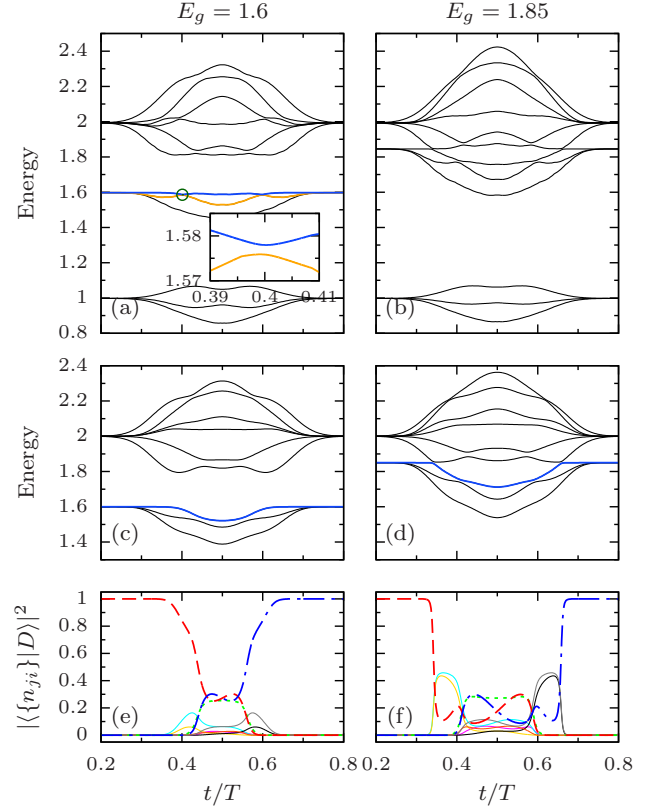 E_g = 1.6
E_g = 1.85
Energy
2.4
2.2
2
1.8
1.6
1.4
1.2
1
0.8
1.58
1.57
0.39
0.4
0.41
(a)
(b)
Energy
2.4
2.2
2
1.8
1.6
1.4
(c)
(d)
|⟨{n_{ji}}|D⟩|²
1
0.8
0.6
0.4
0.2
0
(e)
(f)
0.2
0.4
0.6
0.8
0.2
0.4
0.6
0.8
t/T
t/T